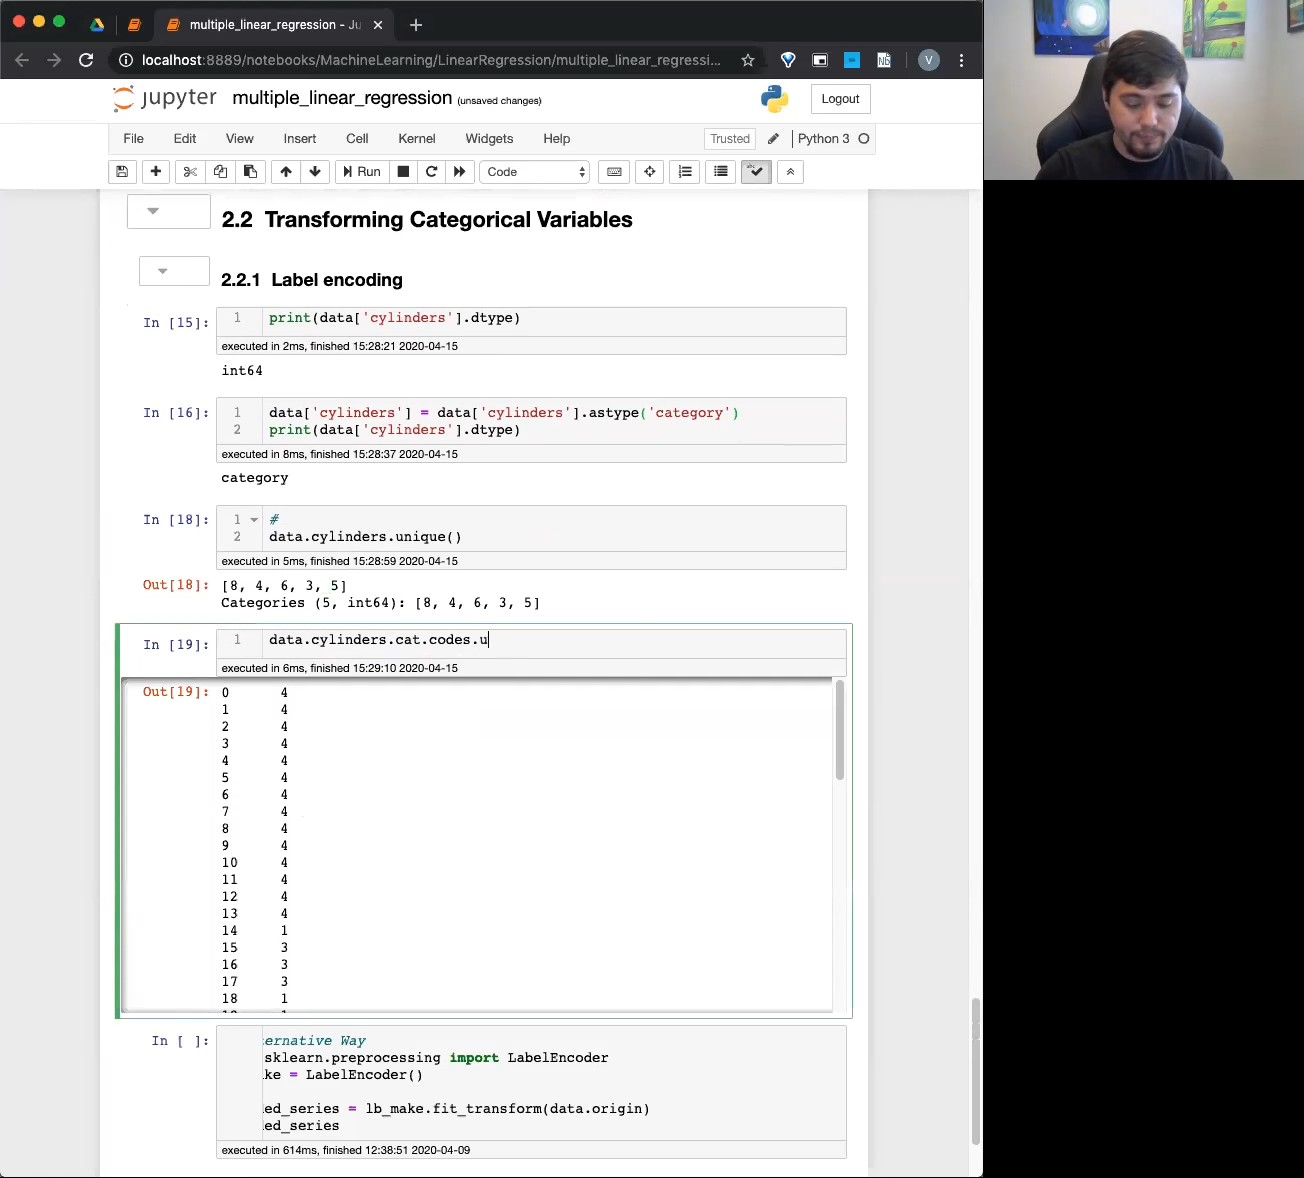 multiple_linear_regression - Ju
localhost:8889/notebooks/MachineLearning/LinearRegression/multiple_linear_regressi...
Nb
V
jupyter multiple_linear_regression (unsaved changes)
Logout
File Edit View Insert Cell Kernel Widgets Help
Trusted Python 3
Run Code
2.2 Transforming Categorical Variables
2.2.1 Label encoding
In [15]: 1 print(data['cylinders'].dtype)
executed in 2ms, finished 15:28:21 2020-04-15
int64
In [16]: 1 data['cylinders'] = data['cylinders'].astype('category')
2 print(data['cylinders'].dtype)
executed in 8ms, finished 15:28:37 2020-04-15
category
In [18]: 1 #
2 data.cylinders.unique()
executed in 5ms, finished 15:28:59 2020-04-15
Out[18]: [8, 4, 6, 3, 5]
Categories (5, int64): [8, 4, 6, 3, 5]
In [19]: 1 data.cylinders.cat.codes.u
executed in 6ms, finished 15:29:10 2020-04-15
Out[19]: 0 4
1 4
2 4
3 4
4 4
5 4
6 4
7 4
8 4
9 4
10 4
11 4
12 4
13 4
14 1
15 3
16 3
17 3
18 1
In [ ]: ernative Way
sklearn.preprocessing import LabelEncoder
ke = LabelEncoder()
ed_series = lb_make.fit_transform(data.origin)
ed_series
executed in 614ms, finished 12:38:51 2020-04-09